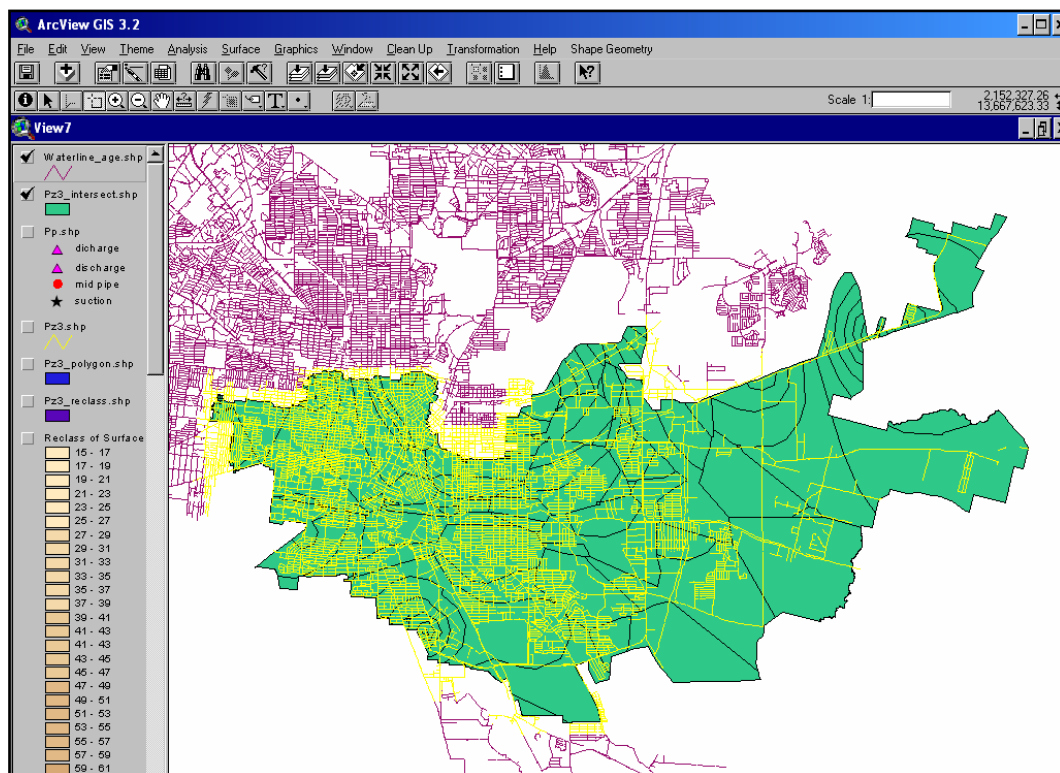 ArcView GIS 3.2
File Edit View Theme Analysis Surface Graphics Window Clean Up Transformation Help Shape Geometry
Scale 1:
2,152,327.26
13,667,623.33
View7
Waterline_age.shp
Pz3_intersect.shp
Pp.shp
dicharge
discharge
mid pipe
suction
Pz3.shp
Pz3_polygon.shp
Pz3_reclass.shp
Reclass of Surface
15 - 17
17 - 19
19 - 21
21 - 23
23 - 25
25 - 27
27 - 29
29 - 31
31 - 33
33 - 35
35 - 37
37 - 39
39 - 41
41 - 43
41 - 43
43 - 45
45 - 47
47 - 49
49 - 51
51 - 53
53 - 55
55 - 57
57 - 59
59 - 61